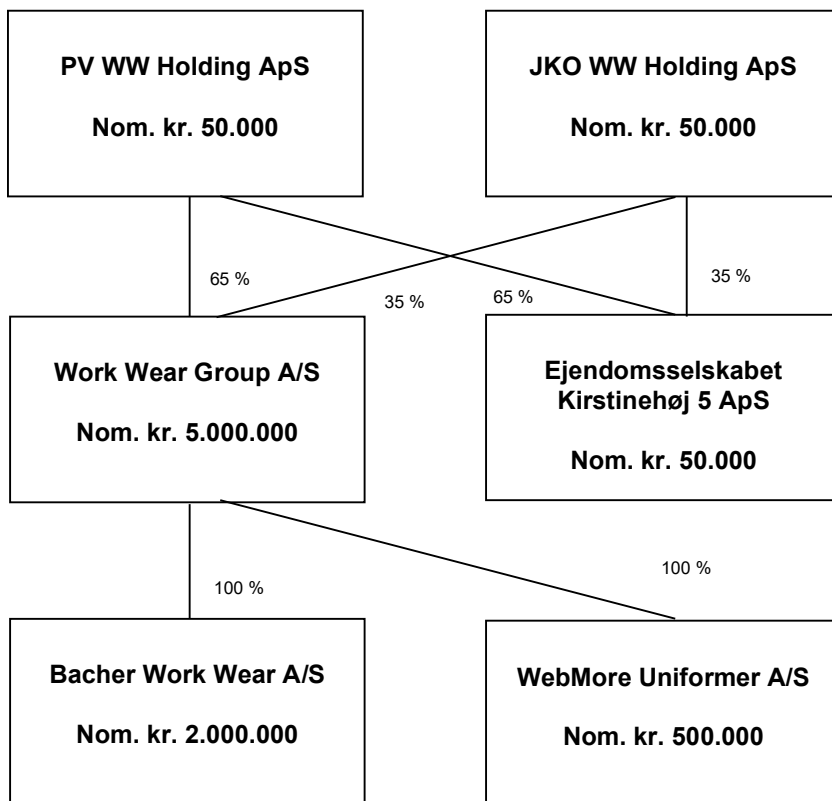 PV WW Holding ApS
Nom. kr. 50.000
JKO WW Holding ApS
Nom. kr. 50.000
65 %
35 %
65 %
35 %
Work Wear Group A/S
Nom. kr. 5.000.000
Ejendomsselskabet
Kirstinehøj 5 ApS
Nom. kr. 50.000
100 %
100 %
Bacher Work Wear A/S
Nom. kr. 2.000.000
WebMore Uniformer A/S
Nom. kr. 500.000